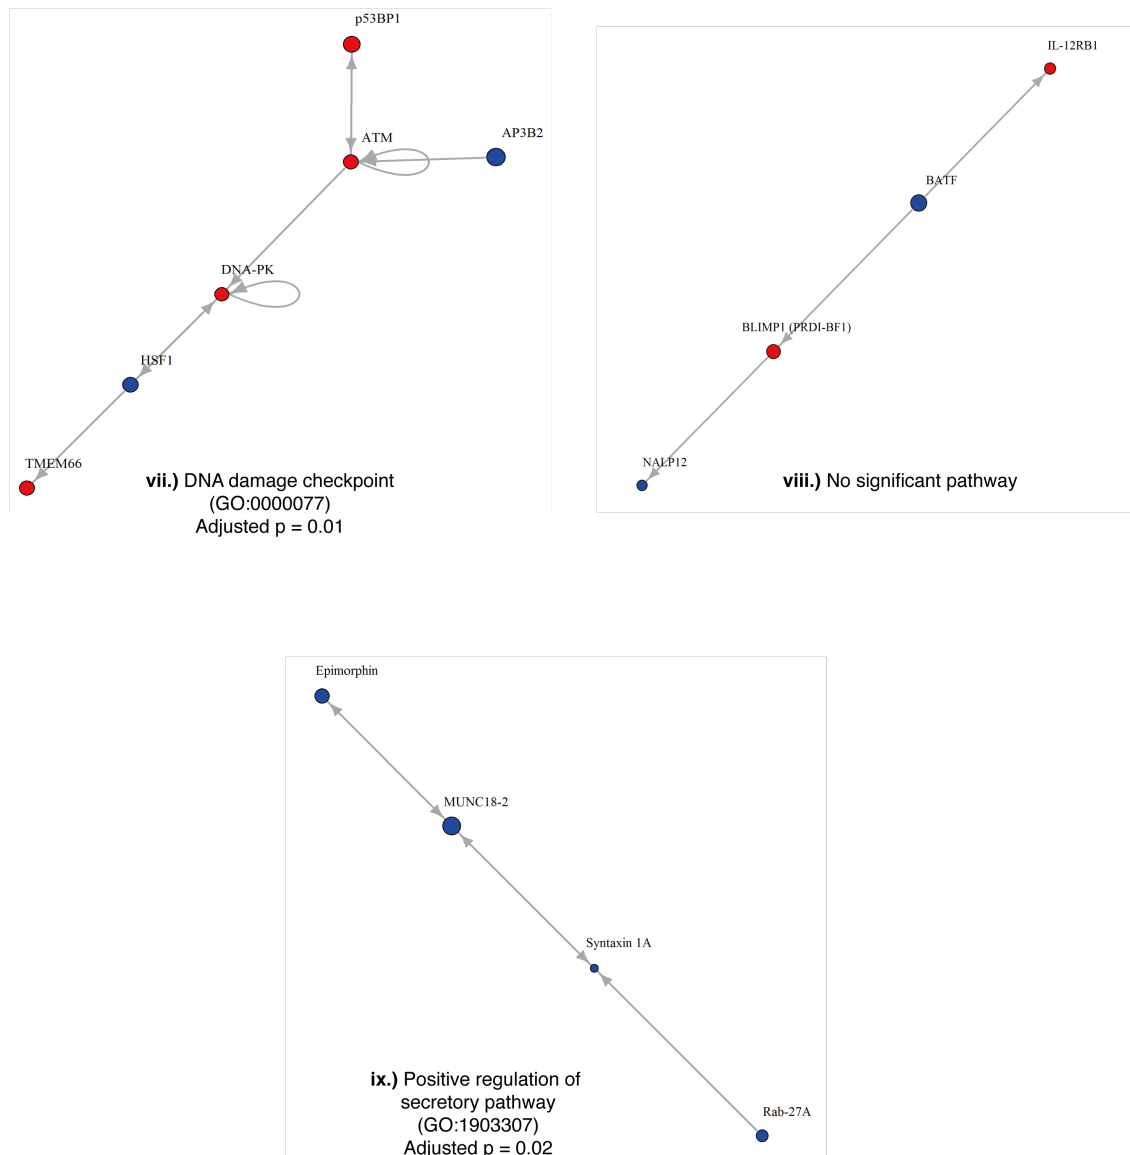 p53BP1
ATM
AP3B2
DNA-PK
HSF1
TMEM66
vii.) DNA damage checkpoint
(GO:0000077)
Adjusted p = 0.01
IL-12RB1
BATF
BLIMP1 (PRDI-BF1)
NALP12
viii.) No significant pathway
Epimorphin
MUNC18-2
Syntaxin 1A
Rab-27A
ix.) Positive regulation of
secretory pathway
(GO:1903307)
Adjusted p = 0.02